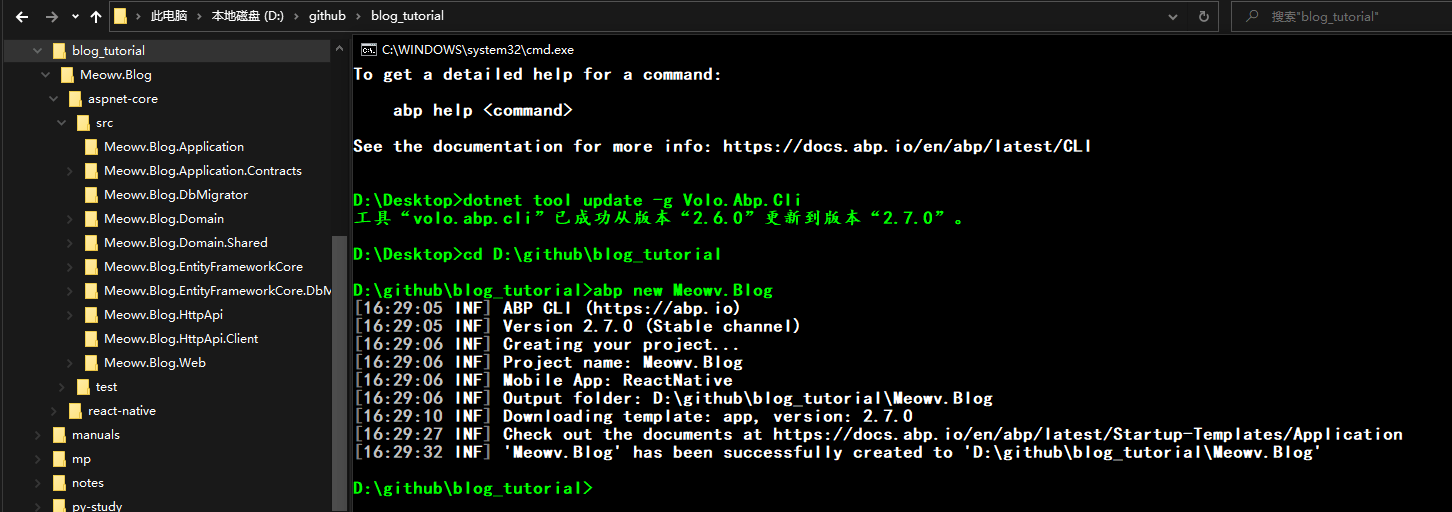 此电脑 > 本地磁盘 (D:) > github > blog_tutorial
搜索"blog_tutorial"
blog_tutorial
Meowv.Blog
aspnet-core
src
Meowv.Blog.Application
Meowv.Blog.Application.Contracts
Meowv.Blog.DbMigrator
Meowv.Blog.Domain
Meowv.Blog.Domain.Shared
Meowv.Blog.EntityFrameworkCore
Meowv.Blog.EntityFrameworkCore.DbM
Meowv.Blog.HttpApi
Meowv.Blog.HttpApi.Client
Meowv.Blog.Web
test
react-native
manuals
mp
notes
py-study
C:\WINDOWS\system32\cmd.exe
To get a detailed help for a command:
abp help <command>
See the documentation for more info: https://docs.abp.io/en/abp/latest/CLI
D:\Desktop>dotnet tool update -g Volo.Abp.Cli
工具“volo.abp.cli”已成功从版本“2.6.0”更新到版本“2.7.0”。
D:\Desktop>cd D:\github\blog_tutorial
D:\github\blog_tutorial>abp new Meowv.Blog
[16:29:05 INF] ABP CLI (https://abp.io)
[16:29:05 INF] Version 2.7.0 (Stable channel)
[16:29:06 INF] Creating your project...
[16:29:06 INF] Project name: Meowv.Blog
[16:29:06 INF] Mobile App: ReactNative
[16:29:06 INF] Output folder: D:\github\blog_tutorial\Meowv.Blog
[16:29:10 INF] Downloading template: app, version: 2.7.0
[16:29:27 INF] Check out the documents at https://docs.abp.io/en/abp/latest/Startup-Templates/Application
[16:29:32 INF] 'Meowv.Blog' has been successfully created to 'D:\github\blog_tutorial\Meowv.Blog'
D:\github\blog_tutorial>